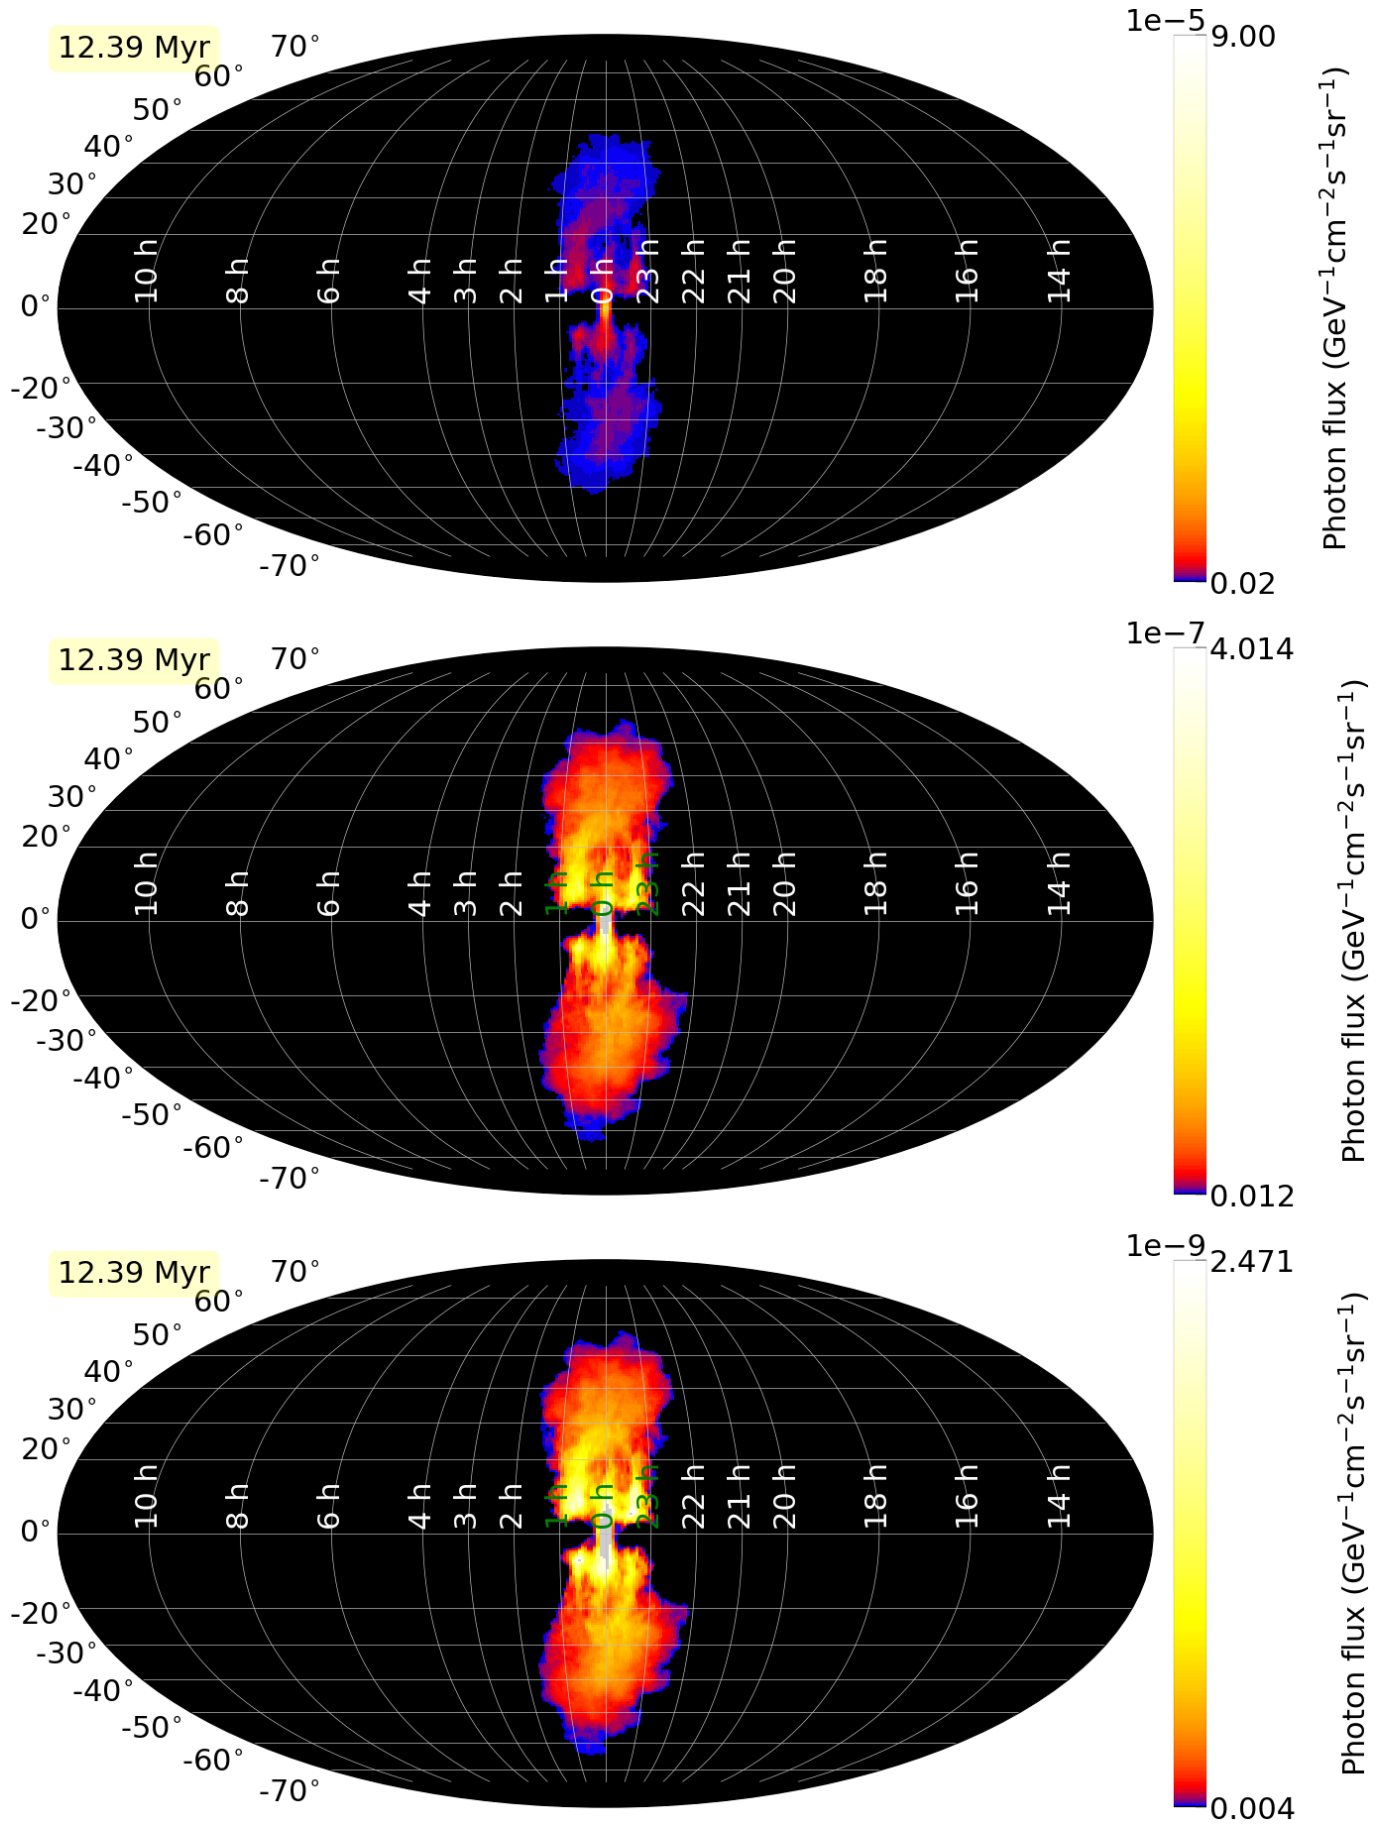 12.39 Myr
70°
60°
50°
40°
30°
20°
0°
-20°
-30°
-40°
-50°
-60°
-70°
10 h
8 h
6 h
4 h
3 h
2 h
1 h
0 h
23 h
22 h
21 h
20 h
18 h
16 h
14 h
1e−5
9.00
0.02
Photon flux (GeV⁻¹cm⁻²s⁻¹sr⁻¹)
12.39 Myr
70°
60°
50°
40°
30°
20°
0°
-20°
-30°
-40°
-50°
-60°
-70°
10 h
8 h
6 h
4 h
3 h
2 h
1 h
0 h
23 h
22 h
21 h
20 h
18 h
16 h
14 h
1e−7
4.014
0.012
Photon flux (GeV⁻¹cm⁻²s⁻¹sr⁻¹)
12.39 Myr
70°
60°
50°
40°
30°
20°
0°
-20°
-30°
-40°
-50°
-60°
-70°
10 h
8 h
6 h
4 h
3 h
2 h
1 h
0 h
23 h
22 h
21 h
20 h
18 h
16 h
14 h
1e−9
2.471
0.004
Photon flux (GeV⁻¹cm⁻²s⁻¹sr⁻¹)